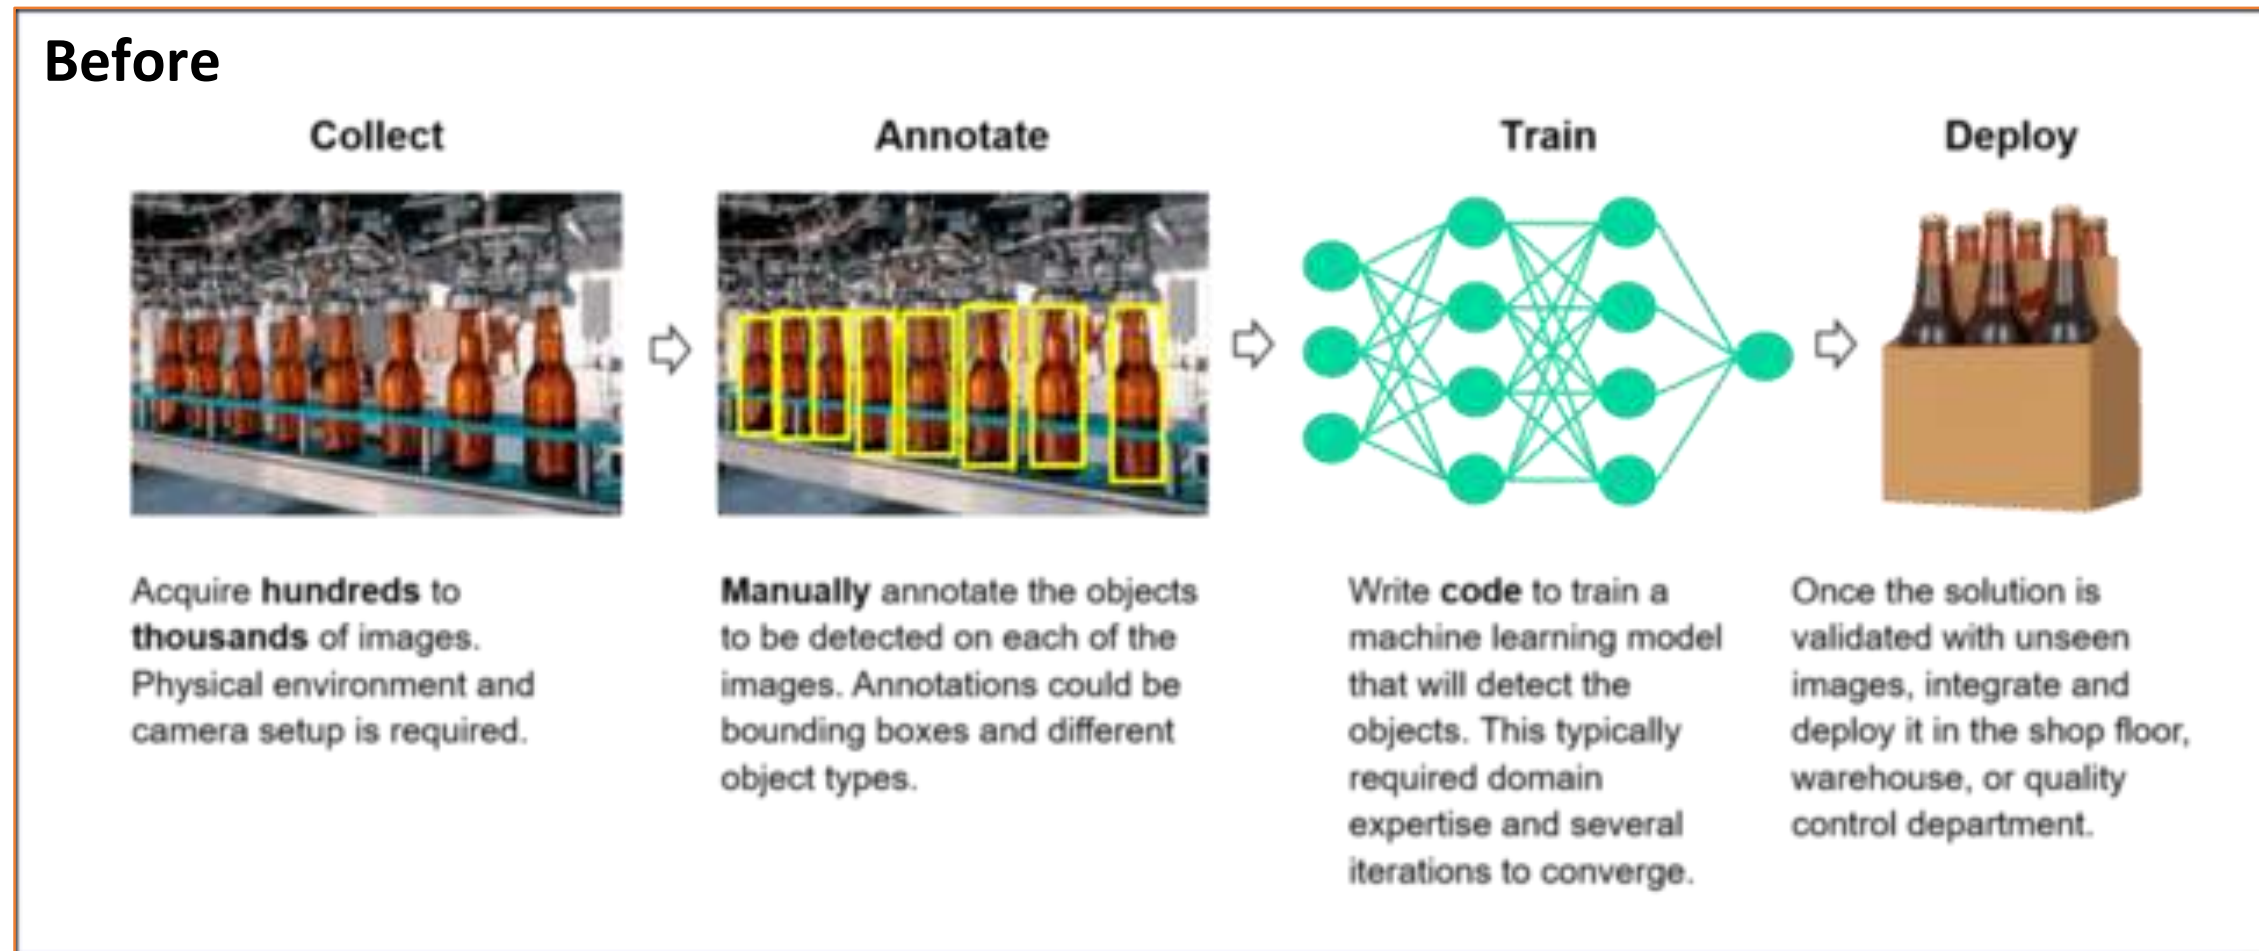 Before
Collect
Acquire hundreds to
thousands of images.
Physical environment and
camera setup is required.
Annotate
Manually annotate the objects
to be detected on each of the
images. Annotations could be
bounding boxes and different
object types.
Train
Write code to train a
machine learning model
that will detect the
objects. This typically
required domain
expertise and several
iterations to converge.
Deploy
Once the solution is
validated with unseen
images, integrate and
deploy it in the shop floor,
warehouse, or quality
control department.